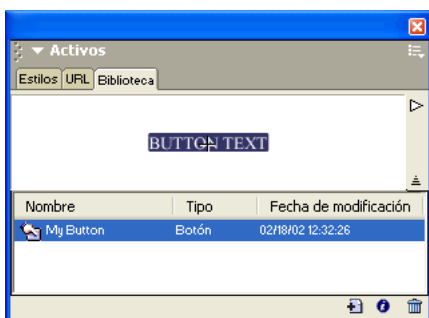 Activos
Estilos URL Biblioteca
BUTTON TEXT
Nombre Tipo Fecha de modificación
My Button Botón 02/18/02 12:32:26